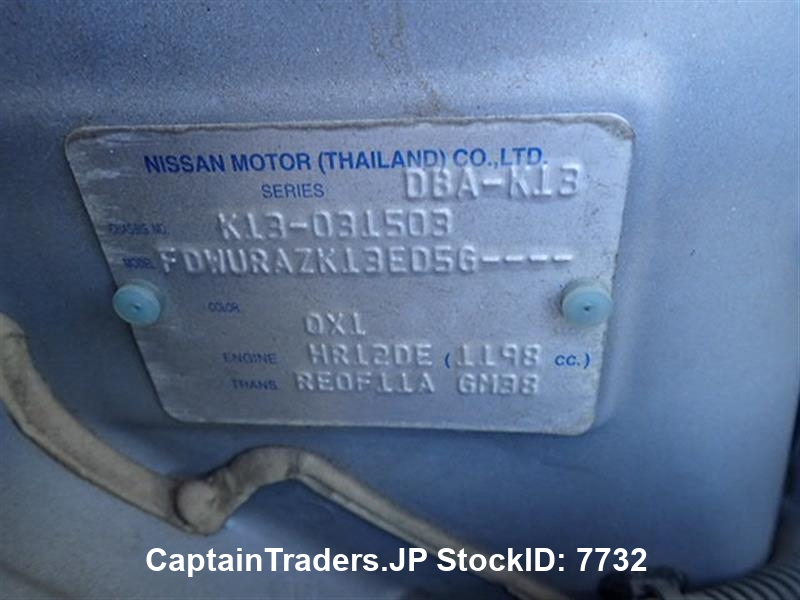 NISSAN MOTOR (THAILAND) CO.,LTD.
SERIES DBA-K13
CHASSIS NO. K13-031503
MODEL FDWURAZK13ED5G----
COLOR
QX1
ENGINE HR12DE (1198 CC.)
TRANS. RE0F11A GM38
CaptainTraders.JP StockID: 7732